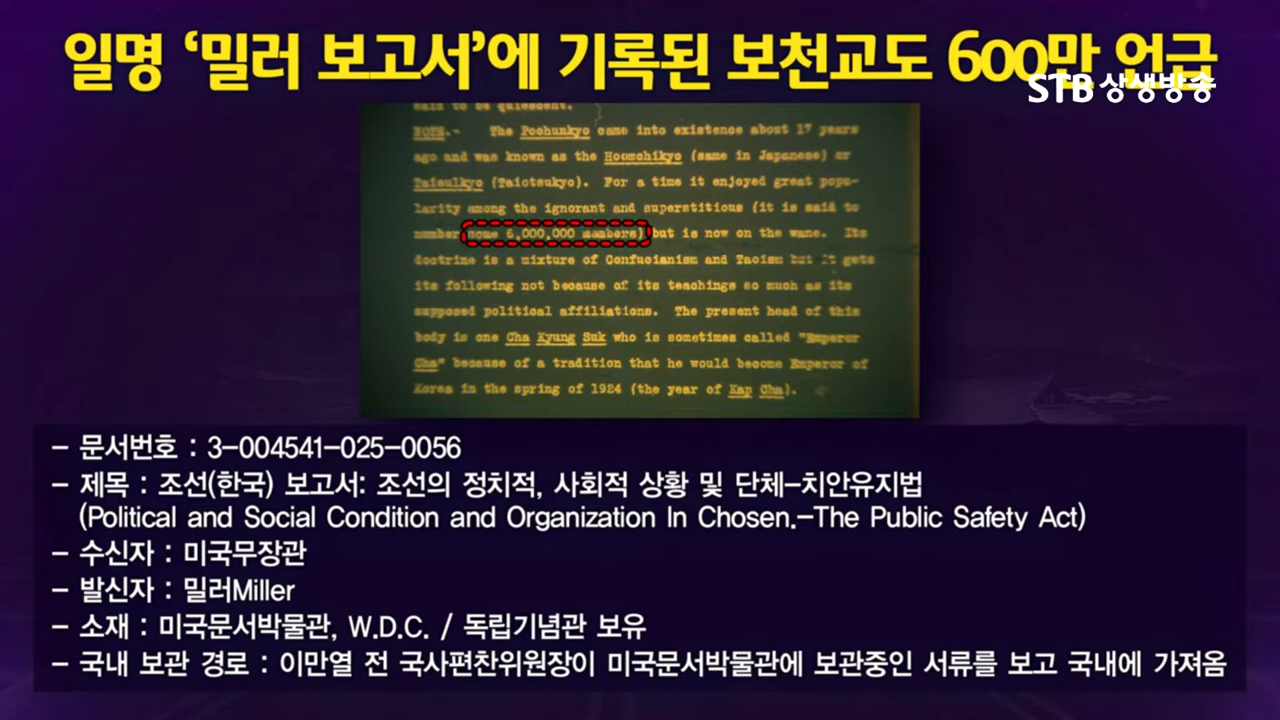 일명 ‘밀러 보고서’에 기록된 보천교도 600만 언급
STB 상생방송
said to be quiescent.
NOTE.- The Pochunkyo came into existence about 17 years
ago and was known as the Hoomchikyo (same in Japanese) or
Taieulkyo (Taiotsukyo). For a time it enjoyed great popu-
larity among the ignorant and superstitious (it is said to
number some 6,000,000 members) but is now on the wane. Its
doctrine is a mixture of Confucianism and Taoism but it gets
its following not because of its teachings so much as its
supposed political affiliations. The present head of this
body is one Cha Kyung Suk who is sometimes called "Emperor
Cha" because of a tradition that he would become Emperor of
Korea in the spring of 1924 (the year of Kap Cha).
– 문서번호 : 3-004541-025-0056
– 제목 : 조선(한국) 보고서: 조선의 정치적, 사회적 상황 및 단체-치안유지법
(Political and Social Condition and Organization In Chosen.-The Public Safety Act)
– 수신자 : 미국무장관
– 발신자 : 밀러Miller
– 소재 : 미국문서박물관, W.D.C. / 독립기념관 보유
– 국내 보관 경로 : 이만열 전 국사편찬위원장이 미국문서박물관에 보관중인 서류를 보고 국내에 가져옴